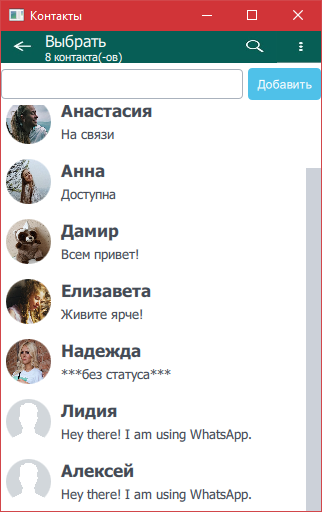 Контакты
Выбрать
8 контакта(-ов)
Добавить
Анастасия
На связи
Анна
Доступна
Дамир
Всем привет!
Елизавета
Живите ярче!
Надежда
***без статуса***
Лидия
Hey there! I am using WhatsApp.
Алексей
Hey there! I am using WhatsApp.